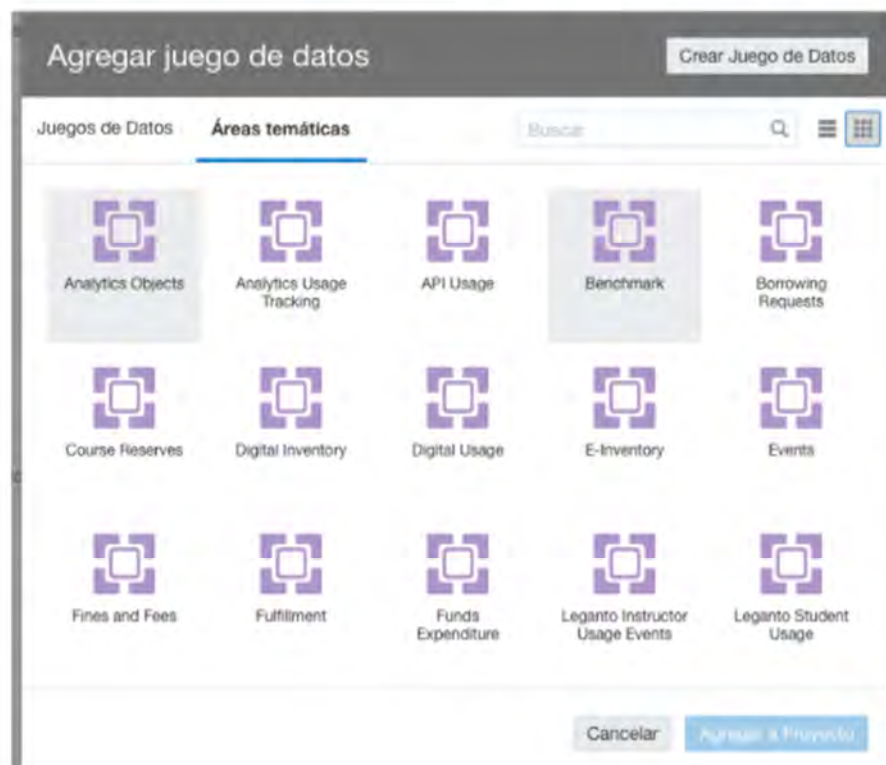 Agregar juego de datos
Crear Juego de Datos
Juegos de Datos
Áreas temáticas
Buscar
Analytics Objects
Analytics Usage
Tracking
API Usage
Benchmark
Borrowing
Requests
Course Reserves
Digital Inventory
Digital Usage
E-Inventory
Events
Fines and Fees
Fulfillment
Funds
Expenditure
Leganto Instructor
Usage Events
Leganto Student
Usage
Cancelar
Agregar a Proyecto